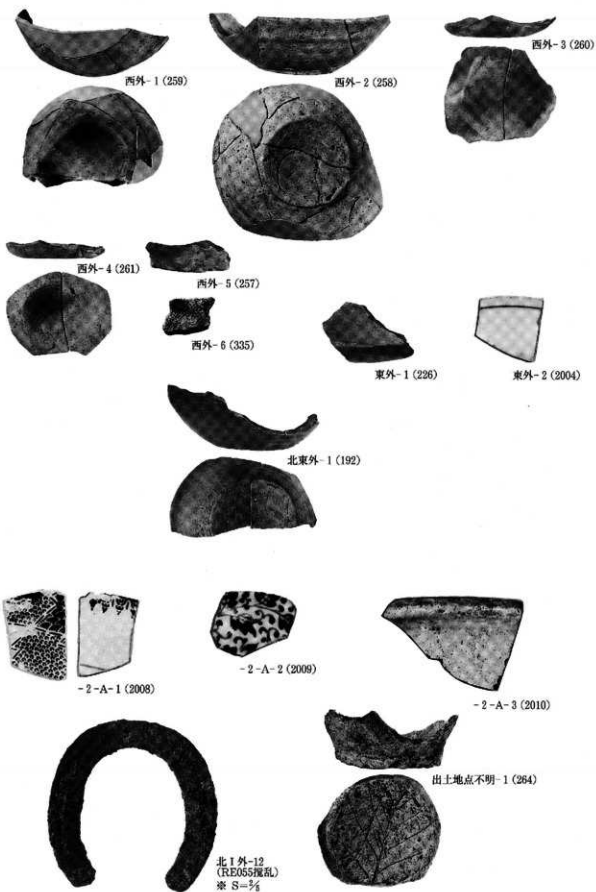 西外-1 (259)
西外-2 (258)
西外-3 (260)
西外-4 (261)
西外-5 (257)
西外-6 (335)
東外-1 (226)
東外-2 (2004)
北東外-1 (192)
-2-A-1 (2008)
-2-A-2 (2009)
-2-A-3 (2010)
北I外-12
(RE055撹乱)
※ S=⅖
出土地点不明-1 (264)